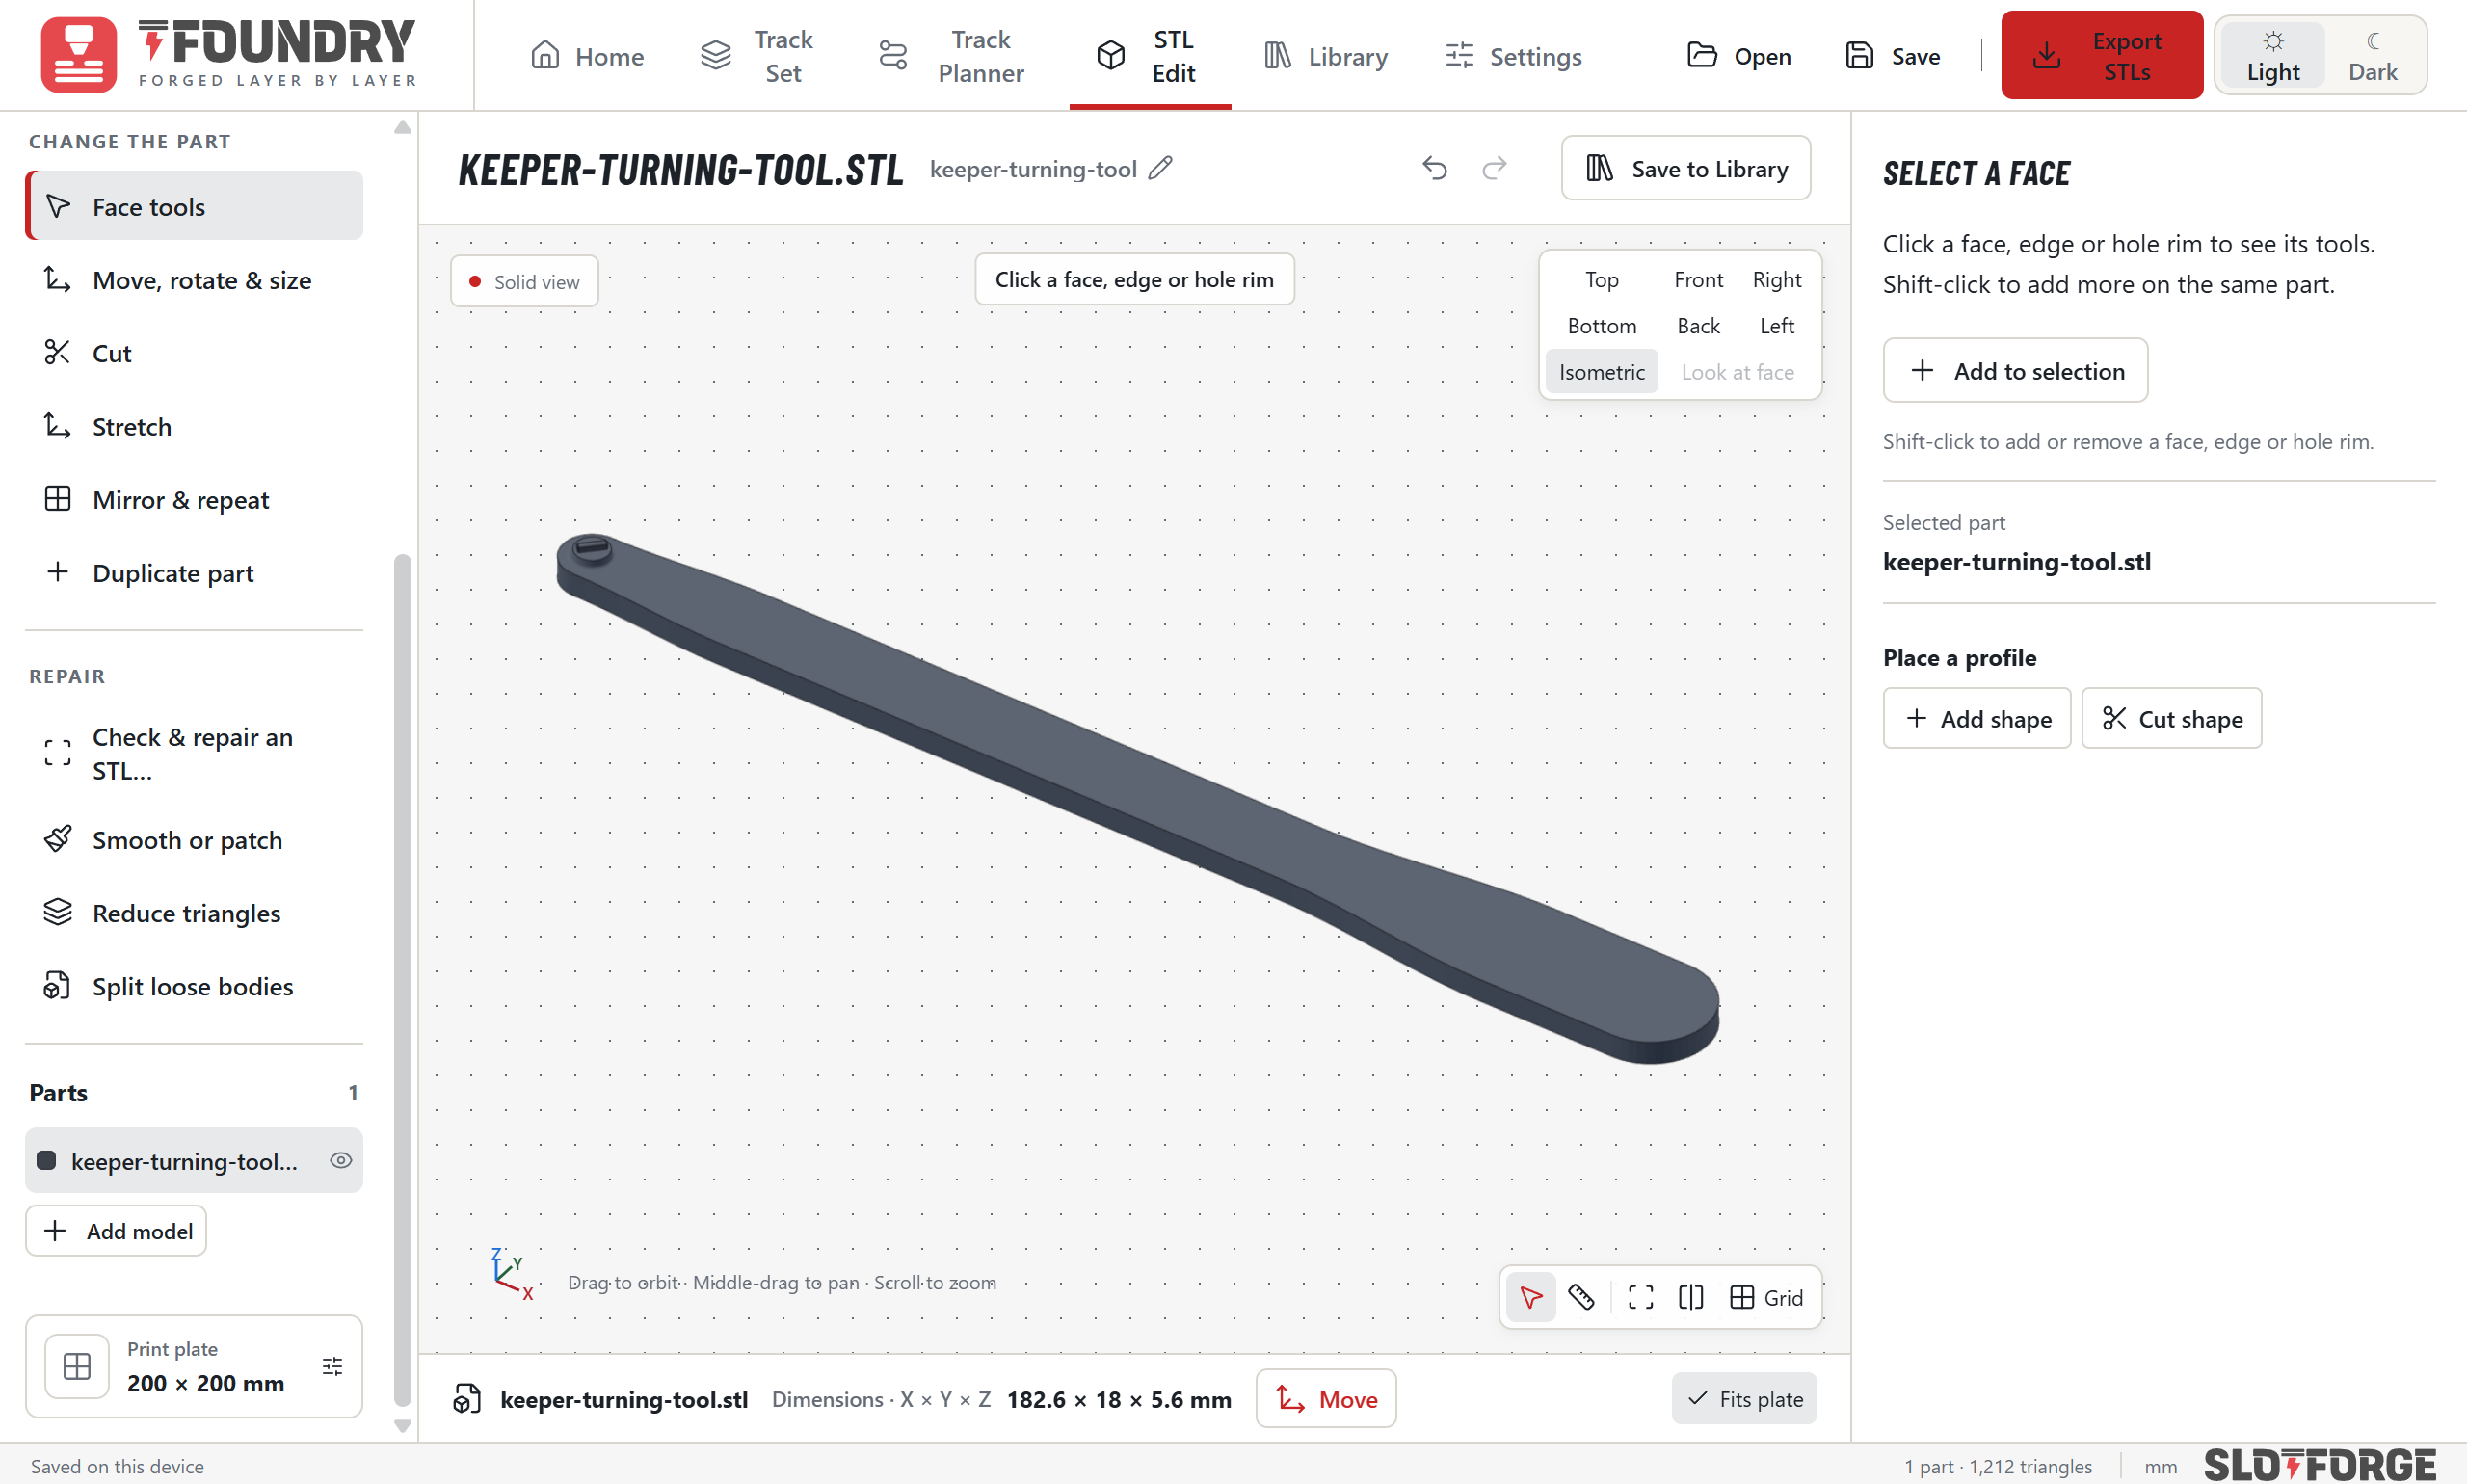 FOUNDRY
FORGED LAYER BY LAYER
Home
Track
Set
Track
Planner
STL
Edit
Library
Settings
Open
Save
Export
STLs
Light
Dark
CHANGE THE PART
Face tools
Move, rotate & size
Cut
Stretch
Mirror & repeat
Duplicate part
REPAIR
Check & repair an
STL...
Smooth or patch
Reduce triangles
Split loose bodies
Parts 1
keeper-turning-tool...
Add model
Print plate
200 × 200 mm
KEEPER-TURNING-TOOL.STL keeper-turning-tool
Save to Library
Solid view
Click a face, edge or hole rim
Top Front Right
Bottom Back Left
Isometric Look at face
Z
Y
X
Drag to orbit · Middle-drag to pan · Scroll to zoom
Grid
keeper-turning-tool.stl Dimensions · X × Y × Z 182.6 × 18 × 5.6 mm Move
Fits plate
SELECT A FACE
Click a face, edge or hole rim to see its tools.
Shift-click to add more on the same part.
Add to selection
Shift-click to add or remove a face, edge or hole rim.
Selected part
keeper-turning-tool.stl
Place a profile
Add shape
Cut shape
Saved on this device
1 part · 1,212 triangles
mm
SLOTFORGE